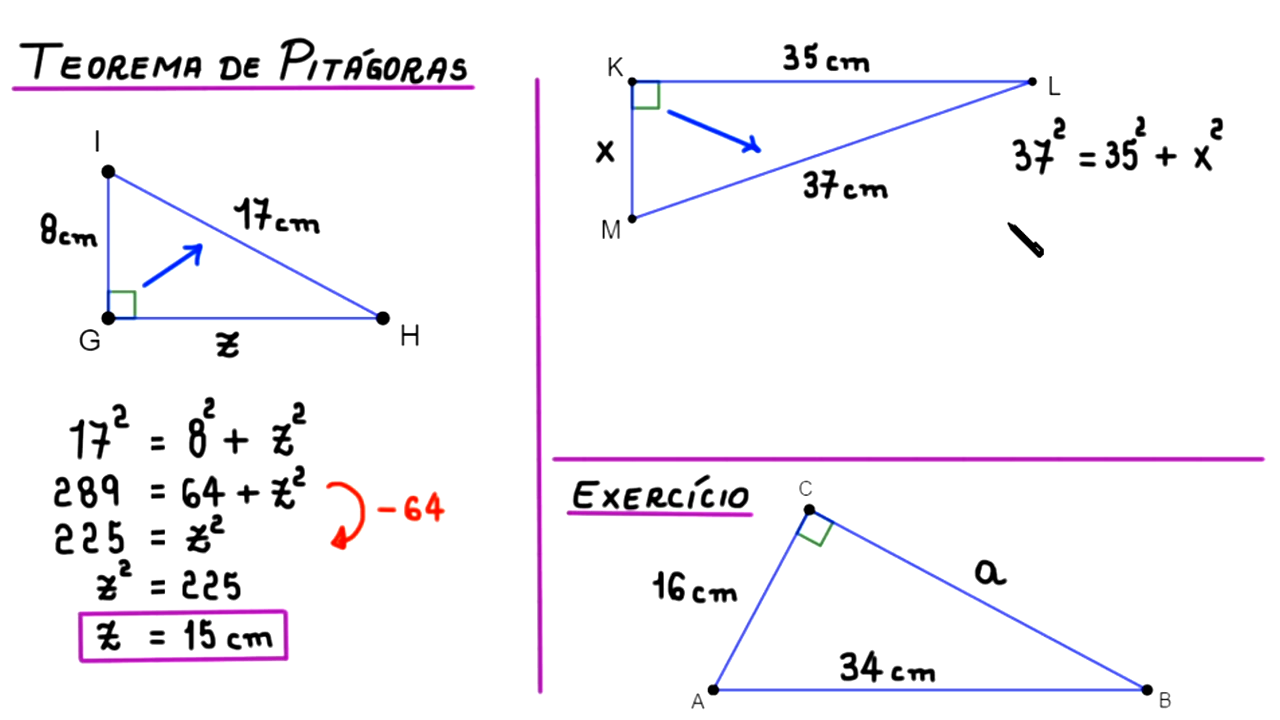 TEOREMA DE PITÁGORAS
I
8cm
17cm
G
z
H
17² = 8² + z²
289 = 64 + z²
-64
225 = z²
z² = 225
z = 15 cm
K
35 cm
L
x
37 cm
M
37² = 35² + x²
EXERCÍCIO
C
16 cm
a
34 cm
A
B